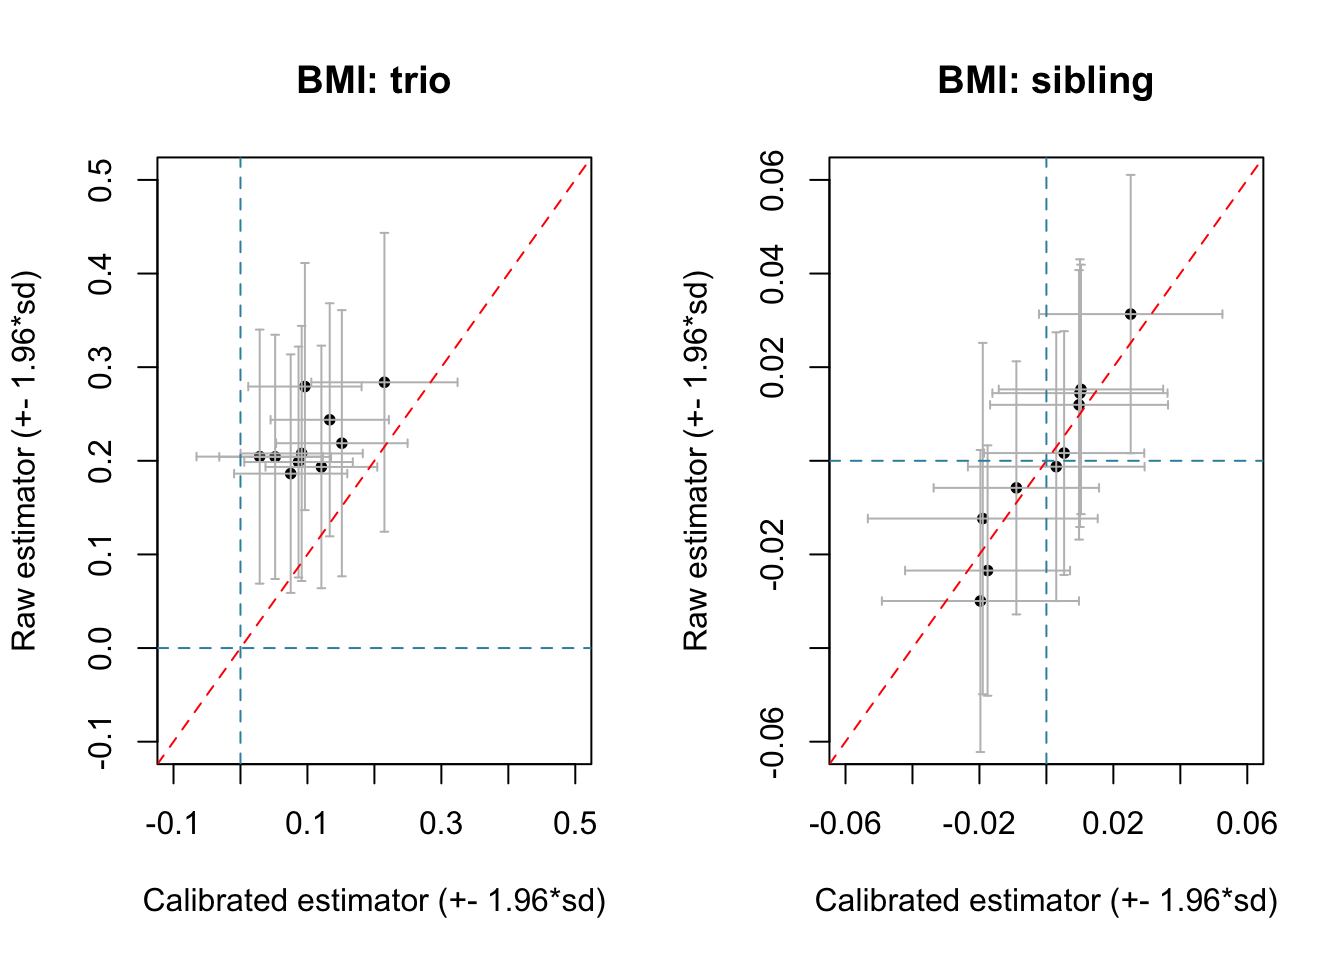 BMI: trio
Raw estimator (+- 1.96*sd)
0.5
0.4
0.3
0.2
0.1
0.0
-0.1
-0.1 0.1 0.3 0.5
Calibrated estimator (+- 1.96*sd)
BMI: sibling
Raw estimator (+- 1.96*sd)
0.06
0.04
0.02
-0.02
-0.06
-0.06 -0.02 0.02 0.06
Calibrated estimator (+- 1.96*sd)